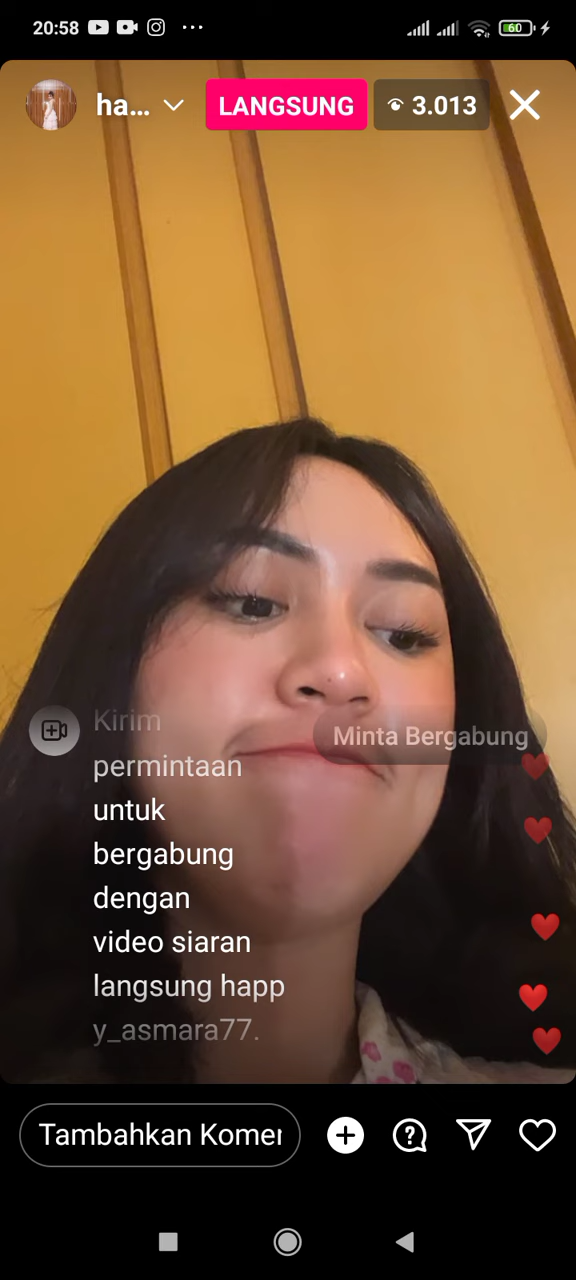 20:58
60
ha...
LANGSUNG
3.013
Kirim
Minta Bergabung
permintaan
untuk
bergabung
dengan
video siaran
langsung happ
y_asmara77.
Tambahkan Komen